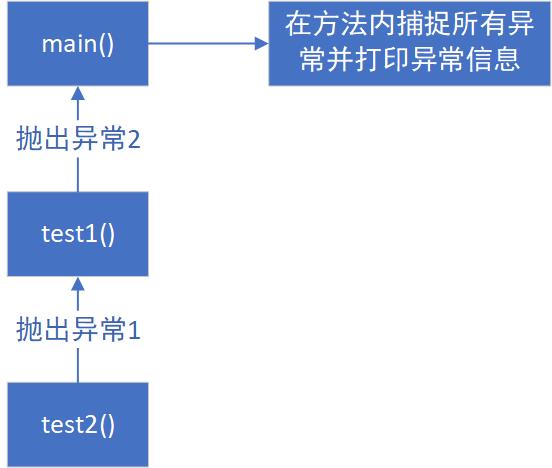 main()
在方法内捕捉所有异
常并打印异常信息
抛出异常2
test1()
抛出异常1
test2()